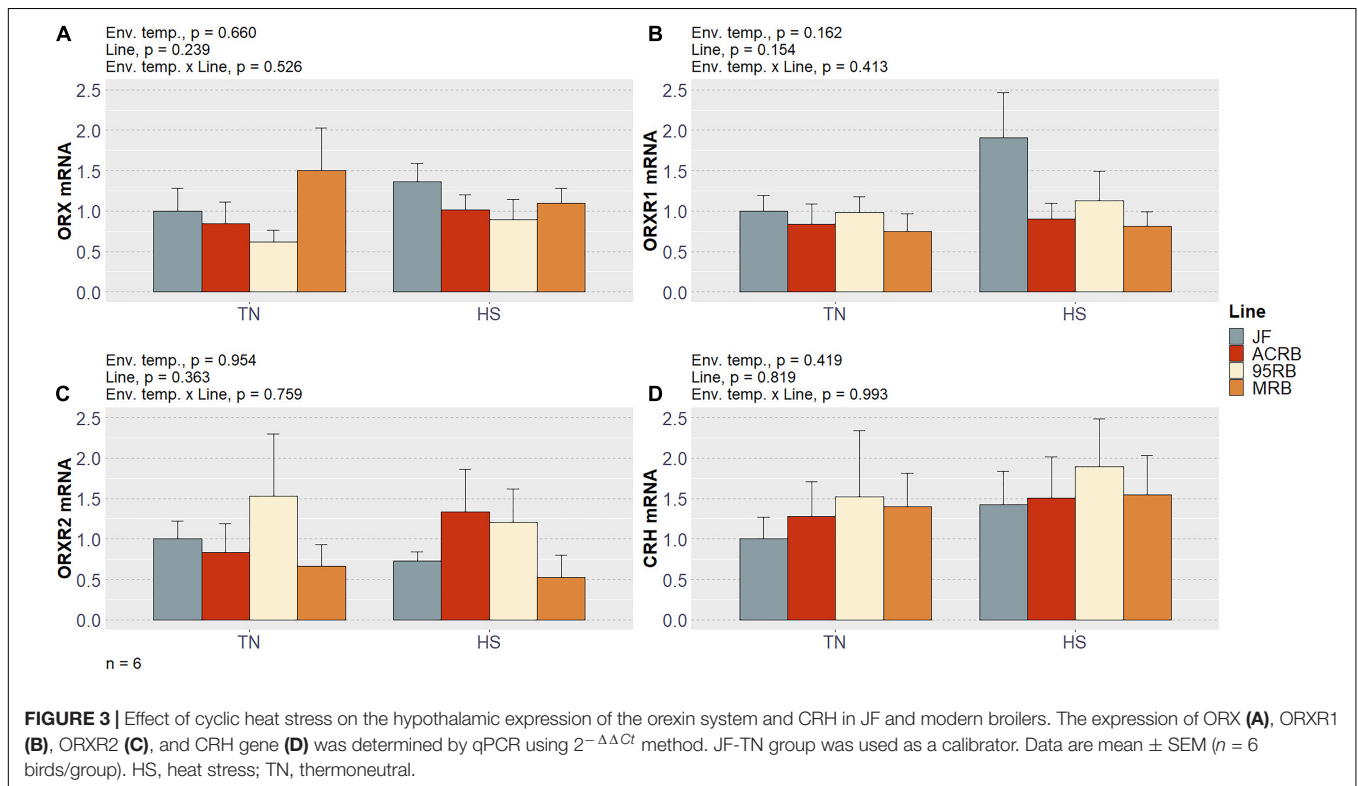 A
Env. temp., p = 0.660
Line, p = 0.239
Env. temp. x Line, p = 0.526
ORX mRNA
2.5
2.0
1.5
1.0
0.5
0.0
TN
HS
B
Env. temp., p = 0.162
Line, p = 0.154
Env. temp. x Line, p = 0.413
ORXR1 mRNA
2.5
2.0
1.5
1.0
0.5
0.0
TN
HS
C
Env. temp., p = 0.954
Line, p = 0.363
Env. temp. x Line, p = 0.759
ORXR2 mRNA
2.5
2.0
1.5
1.0
0.5
0.0
TN
HS
n = 6
D
Env. temp., p = 0.419
Line, p = 0.819
Env. temp. x Line, p = 0.993
CRH mRNA
2.5
2.0
1.5
1.0
0.5
0.0
TN
HS
Line
JF
ACRB
95RB
MRB
FIGURE 3 | Effect of cyclic heat stress on the hypothalamic expression of the orexin system and CRH in JF and modern broilers. The expression of ORX (A), ORXR1
(B), ORXR2 (C), and CRH gene (D) was determined by qPCR using 2^−ΔΔCt method. JF-TN group was used as a calibrator. Data are mean ± SEM (n = 6
birds/group). HS, heat stress; TN, thermoneutral.